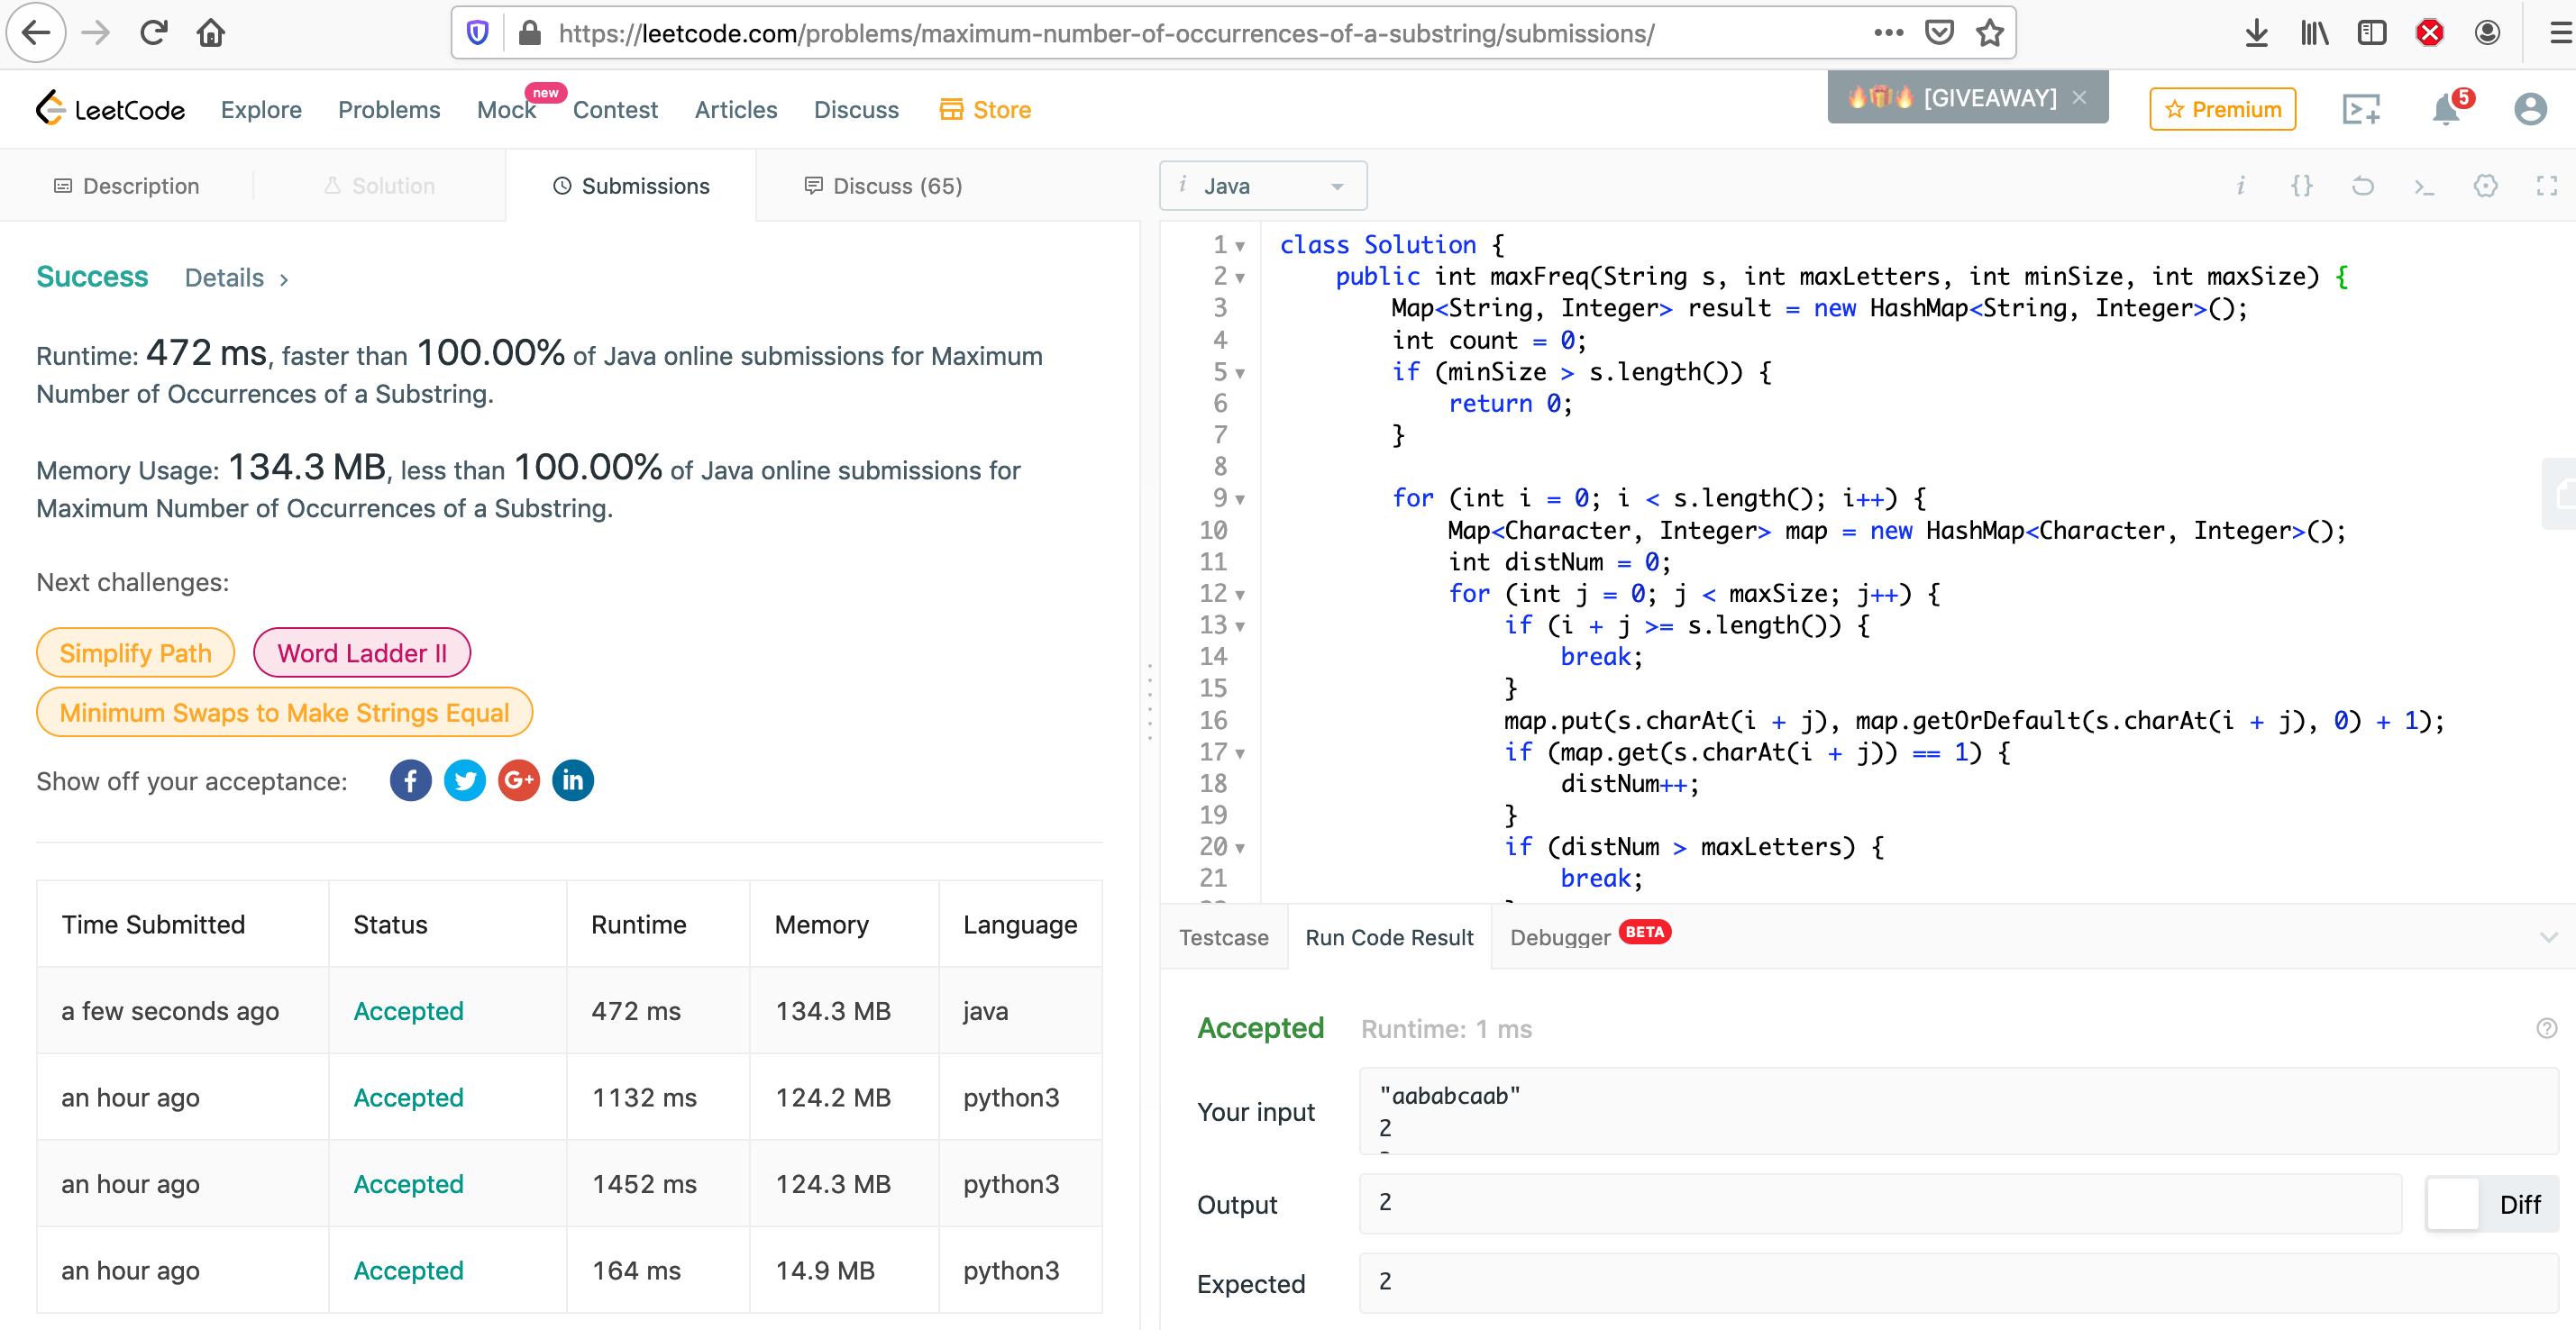 https://leetcode.com/problems/maximum-number-of-occurrences-of-a-substring/submissions/
LeetCode Explore Problems Mock new Contest Articles Discuss Store [GIVEAWAY] × Premium 5
Description Solution Submissions Discuss (65)
Success Details >
Runtime: 472 ms, faster than 100.00% of Java online submissions for Maximum
Number of Occurrences of a Substring.
Memory Usage: 134.3 MB, less than 100.00% of Java online submissions for
Maximum Number of Occurrences of a Substring.
Next challenges:
Simplify Path Word Ladder II
Minimum Swaps to Make Strings Equal
Show off your acceptance: f G+ in
Time Submitted Status Runtime Memory Language
a few seconds ago Accepted 472 ms 134.3 MB java
an hour ago Accepted 1132 ms 124.2 MB python3
an hour ago Accepted 1452 ms 124.3 MB python3
an hour ago Accepted 164 ms 14.9 MB python3
i Java i {} >_
1 class Solution {
2 public int maxFreq(String s, int maxLetters, int minSize, int maxSize) {
3 Map<String, Integer> result = new HashMap<String, Integer>();
4 int count = 0;
5 if (minSize > s.length()) {
6 return 0;
7 }
8
9 for (int i = 0; i < s.length(); i++) {
10 Map<Character, Integer> map = new HashMap<Character, Integer>();
11 int distNum = 0;
12 for (int j = 0; j < maxSize; j++) {
13 if (i + j >= s.length()) {
14 break;
15 }
16 map.put(s.charAt(i + j), map.getOrDefault(s.charAt(i + j), 0) + 1);
17 if (map.get(s.charAt(i + j)) == 1) {
18 distNum++;
19 }
20 if (distNum > maxLetters) {
21 break;
Testcase Run Code Result Debugger BETA
Accepted Runtime: 1 ms ?
Your input "aababcaab"
2
Output 2 Diff
Expected 2